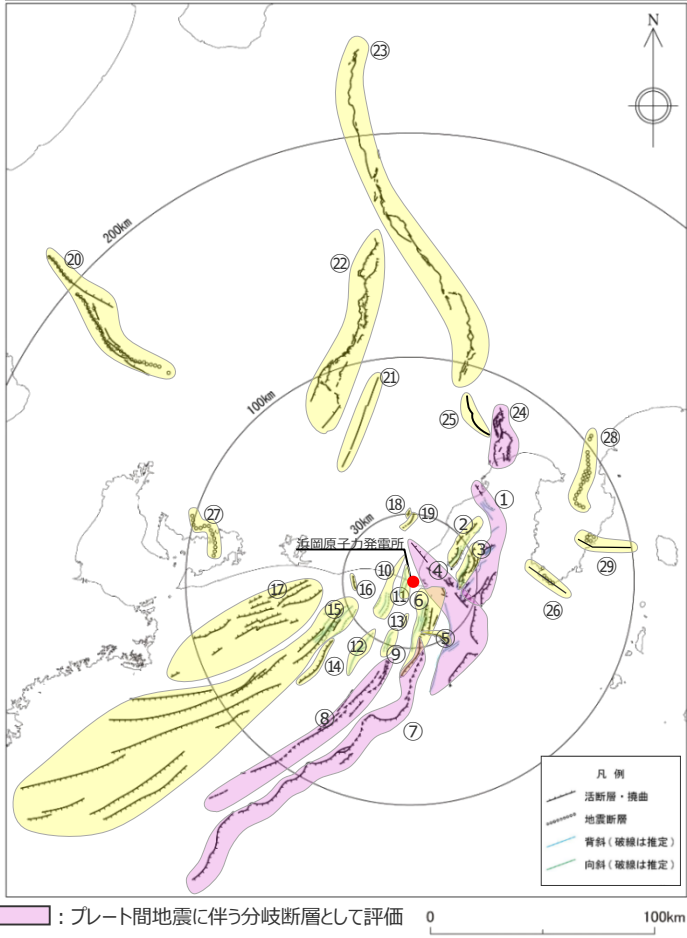 N
㉓
200km
⑳
㉒
100km
㉑
㉕
㉔
㉘
①
㉗
⑱
⑲
30km
②
浜岡原子力発電所
③
㉙
⑩
④
⑯
⑰
⑪
⑥
㉖
⑮
⑬
⑤
⑫
⑨
⑭
⑧
⑦
凡 例
活断層・撓曲
地震断層
背斜(破線は推定)
向斜(破線は推定)
:プレート間地震に伴う分岐断層として評価
0 100km